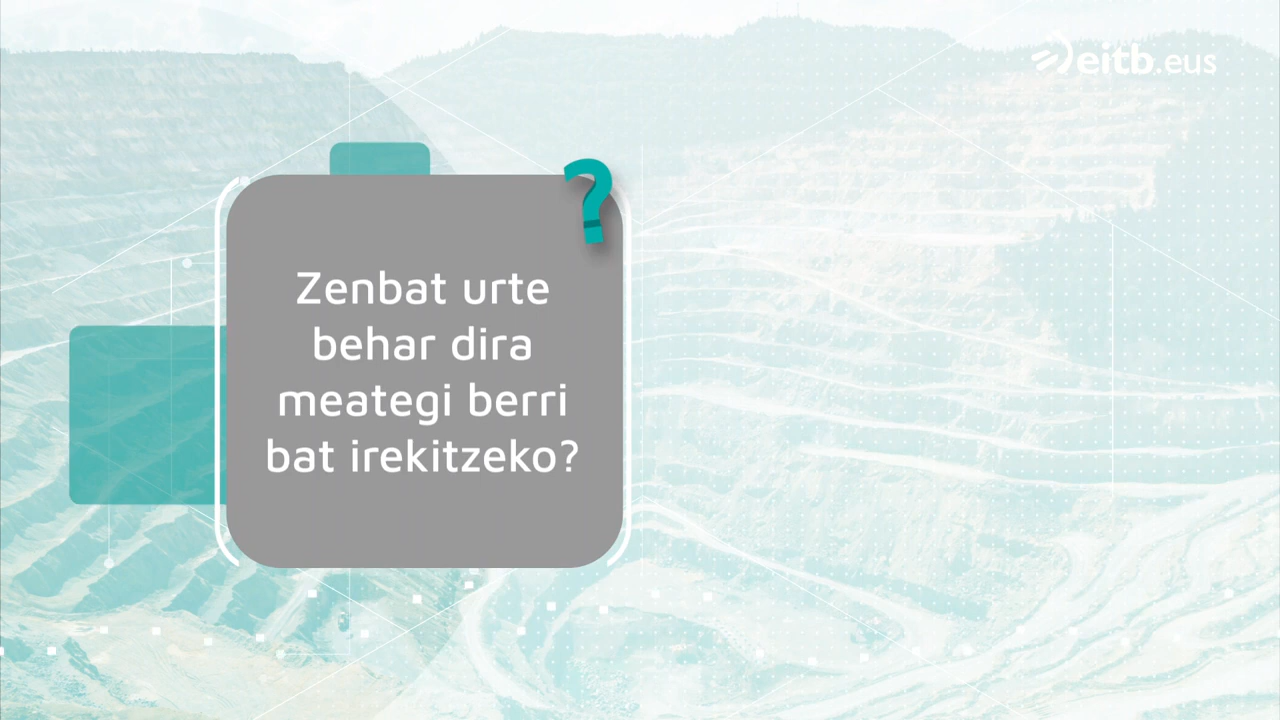 eitb.eus
?
Zenbat urte
behar dira
meategi berri
bat irekitzeko?